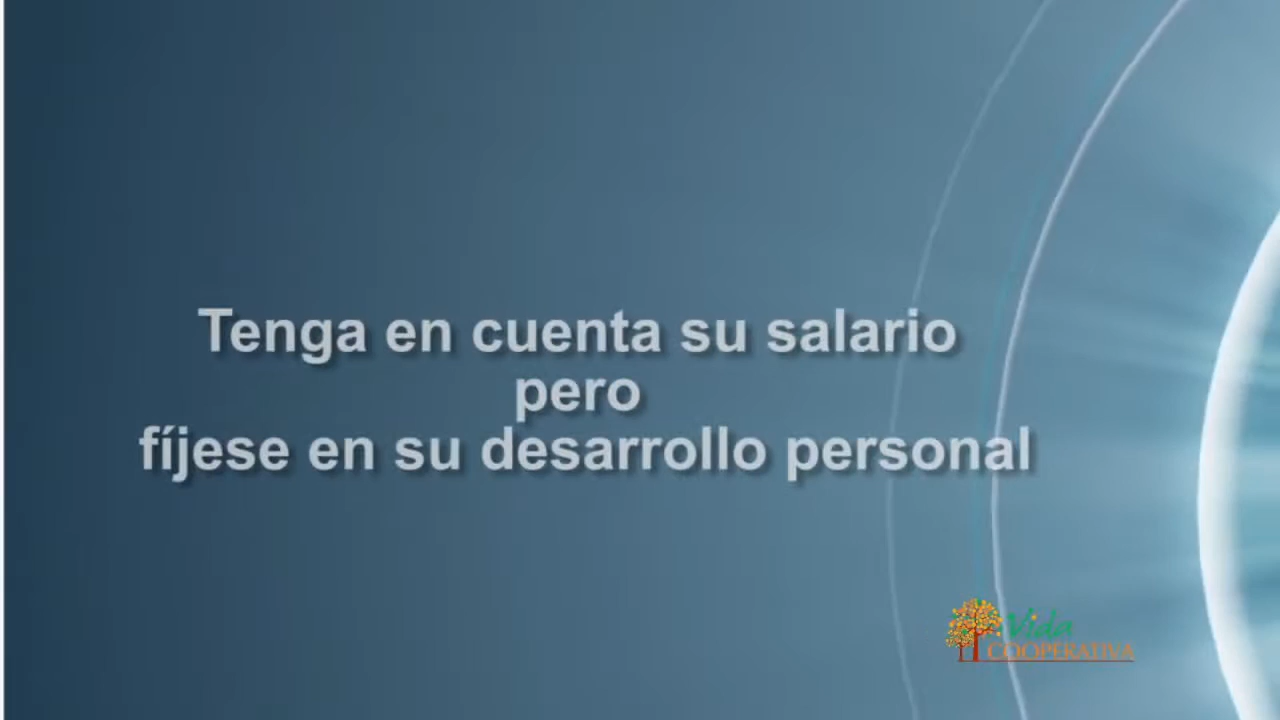 Tenga en cuenta su salario
pero
fíjese en su desarrollo personal
Vida
COOPERATIVA